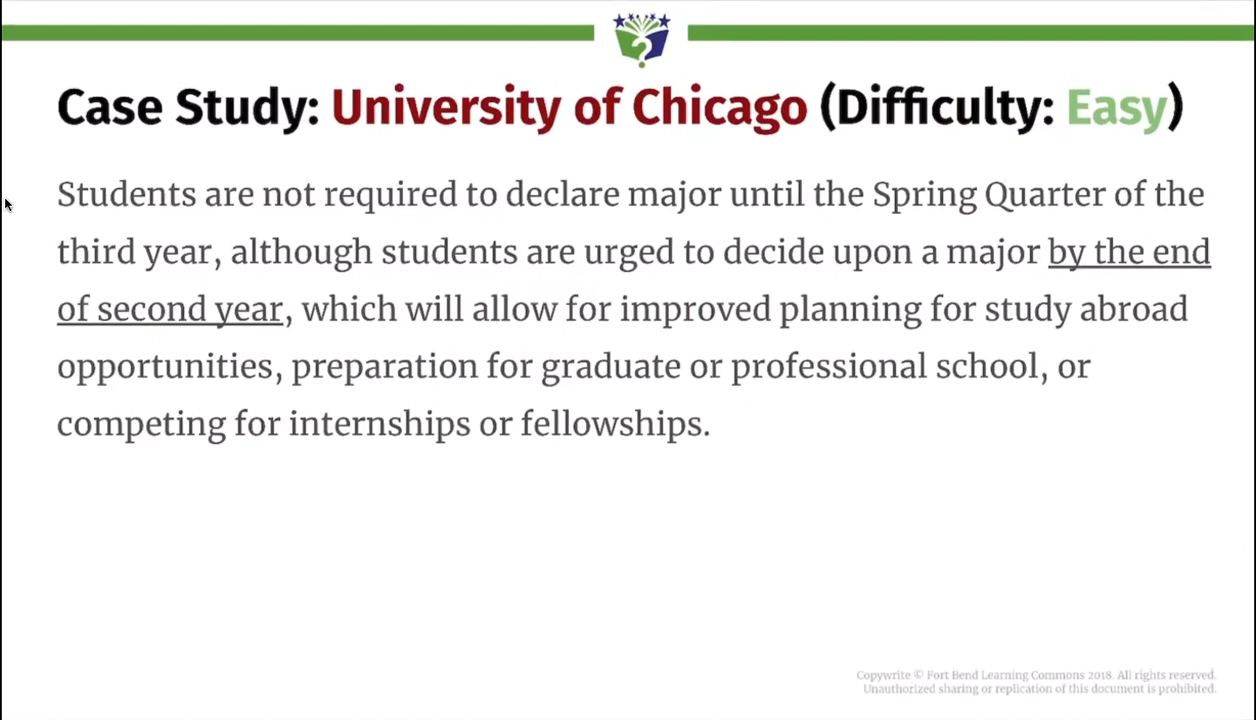 Case Study: University of Chicago (Difficulty: Easy)
Students are not required to declare major until the Spring Quarter of the
third year, although students are urged to decide upon a major by the end
of second year, which will allow for improved planning for study abroad
opportunities, preparation for graduate or professional school, or
competing for internships or fellowships.
Copywrite © Fort Bend Learning Commons 2018. All rights reserved.
Unauthorized sharing or replication of this document is prohibited.